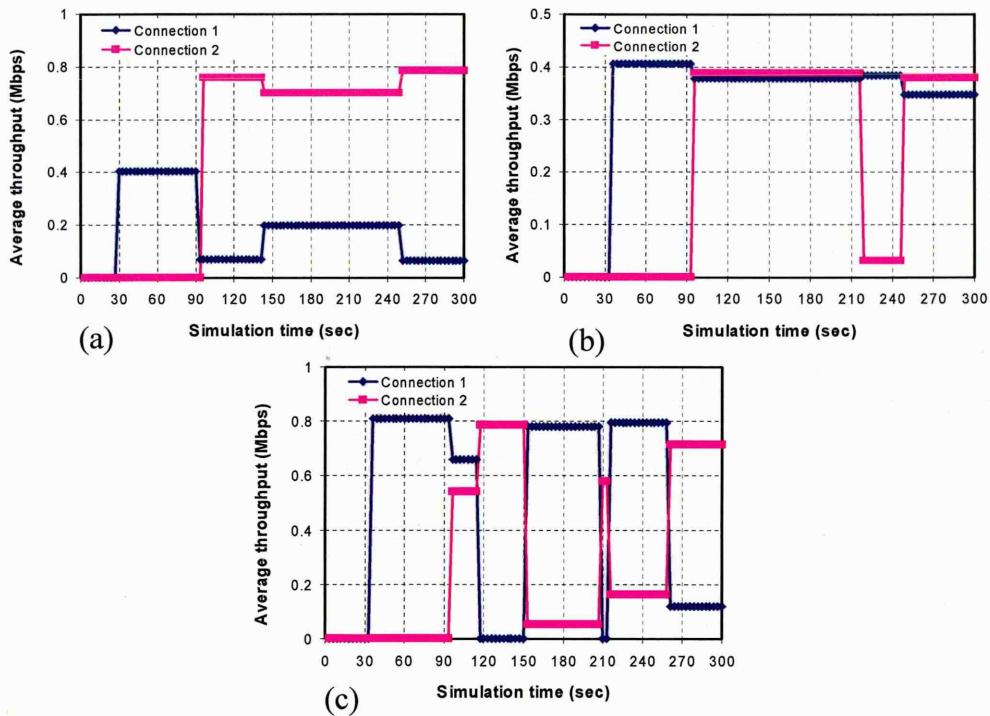 Average throughput (Mbps)
1
0.8
0.6
0.4
0.2
0
Connection 1
Connection 2
0 30 60 90 120 150 180 210 240 270 300
Simulation time (sec)
(a)
Average throughput (Mbps)
0.5
0.4
0.3
0.2
0.1
0
Connection 1
Connection 2
0 30 60 90 120 150 180 210 240 270 300
Simulation time (sec)
(b)
Average throughput (Mbps)
1
0.8
0.6
0.4
0.2
0
Connection 1
Connection 2
0 30 60 90 120 150 180 210 240 270 300
Simulation time (sec)
(c)